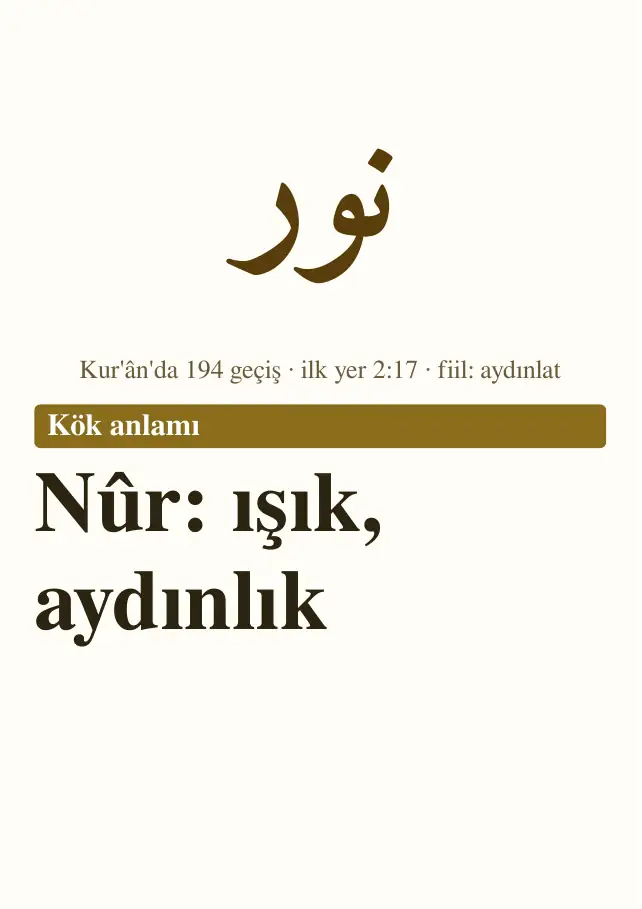 نور
Kur'ân'da 194 geçiş · ilk yer 2:17 · fiil: aydınlat
Kök anlamı
Nûr: ışık,
aydınlık